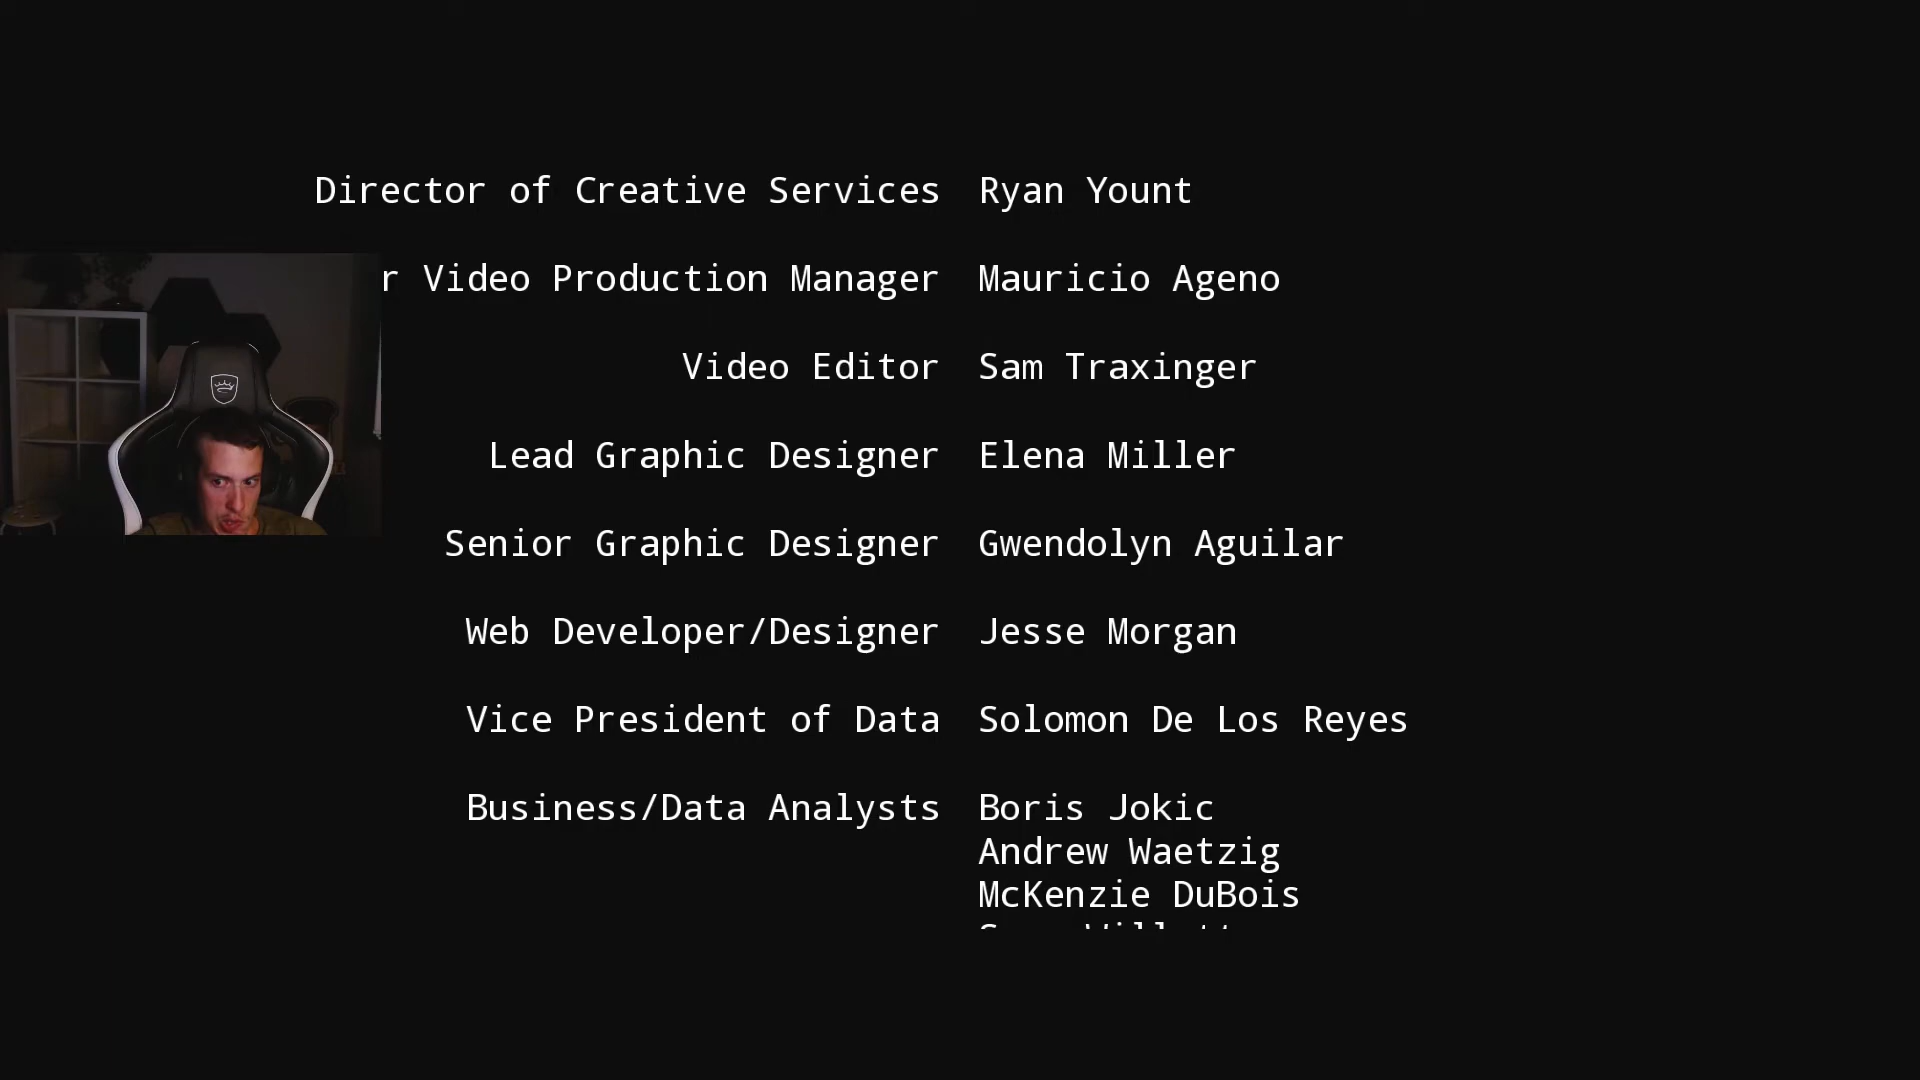 Director of Creative Services Ryan Yount
r Video Production Manager Mauricio Ageno
Video Editor Sam Traxinger
Lead Graphic Designer Elena Miller
Senior Graphic Designer Gwendolyn Aguilar
Web Developer/Designer Jesse Morgan
Vice President of Data Solomon De Los Reyes
Business/Data Analysts Boris Jokic
Andrew Waetzig
McKenzie DuBois